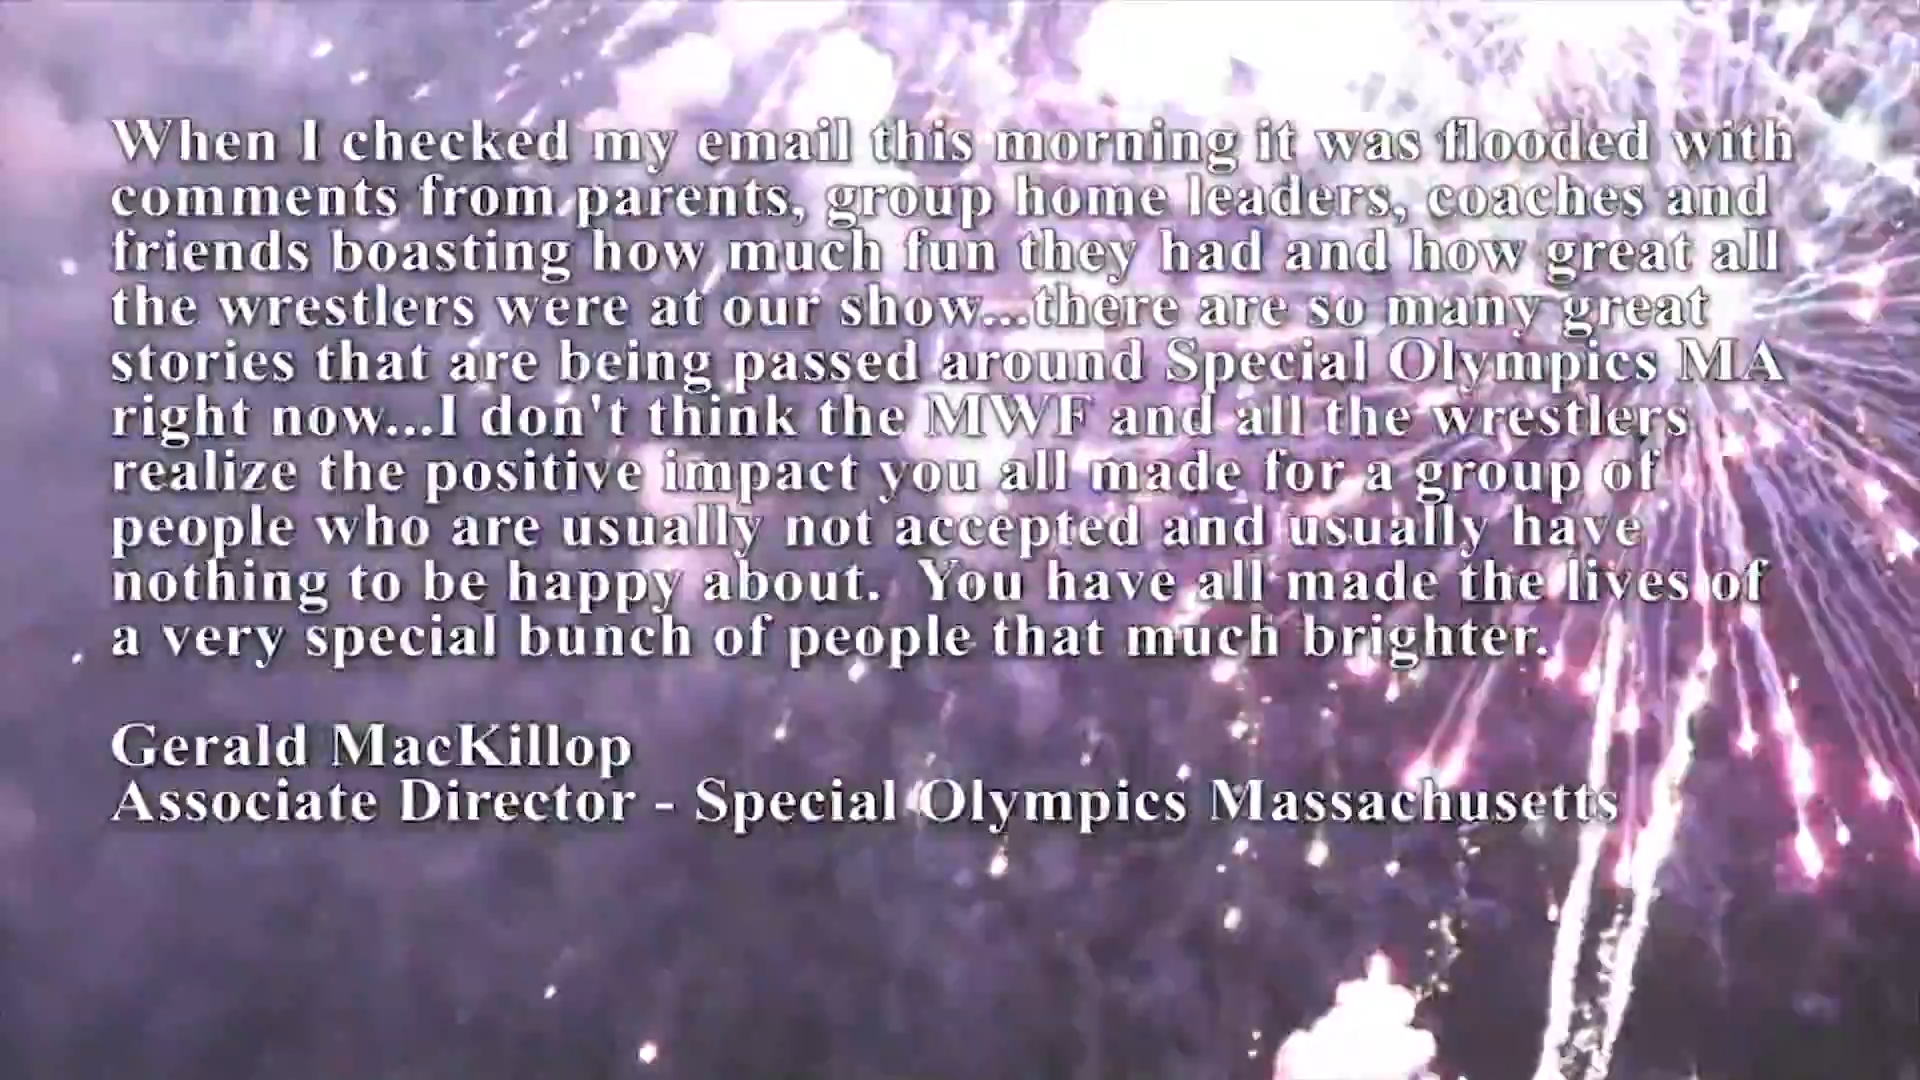 When I checked my email this morning it was flooded with
comments from parents, group home leaders, coaches and
friends boasting how much fun they had and how great all
the wrestlers were at our show...there are so many great
stories that are being passed around Special Olympics MA
right now...I don't think the MWF and all the wrestlers
realize the positive impact you all made for a group of
people who are usually not accepted and usually have
nothing to be happy about.  You have all made the lives of
a very special bunch of people that much brighter.

Gerald MacKillop
Associate Director - Special Olympics Massachusetts